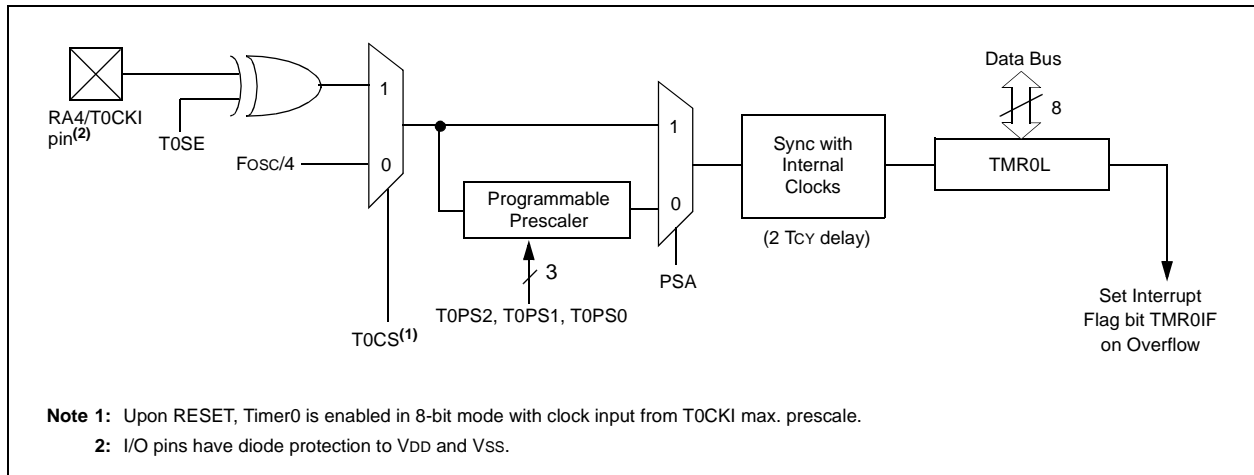 RA4/T0CKI
pin(2)
T0SE
FOSC/4
1
0
T0CS(1)
Programmable
Prescaler
3
T0PS2, T0PS1, T0PS0
1
0
PSA
Sync with
Internal
Clocks
(2 TCY delay)
Data Bus
8
TMR0L
Set Interrupt
Flag bit TMR0IF
on Overflow
Note 1: Upon RESET, Timer0 is enabled in 8-bit mode with clock input from T0CKI max. prescale.
2: I/O pins have diode protection to VDD and VSS.